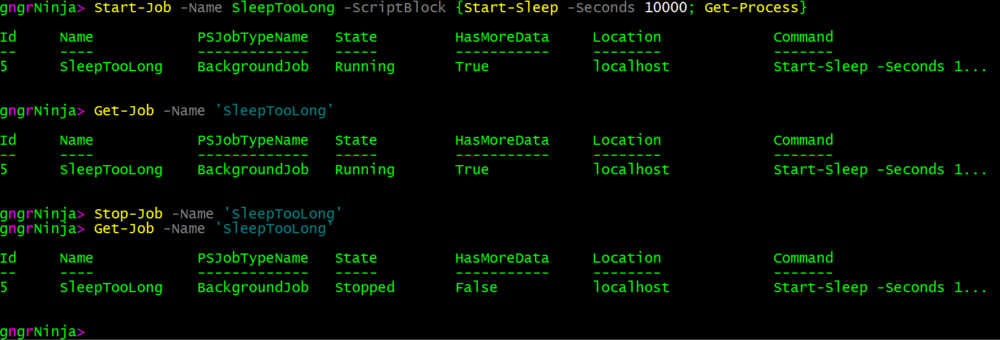 gngrNinja> Start-Job -Name SleepTooLong -ScriptBlock {Start-Sleep -Seconds 10000; Get-Process}
Id     Name            PSJobTypeName   State         HasMoreData     Location             Command
--     ----            -------------   -----         -----------     --------             -------
5      SleepTooLong    BackgroundJob   Running       True            localhost            Start-Sleep -Seconds 1...
gngrNinja> Get-Job -Name 'SleepTooLong'
Id     Name            PSJobTypeName   State         HasMoreData     Location             Command
--     ----            -------------   -----         -----------     --------             -------
5      SleepTooLong    BackgroundJob   Running       True            localhost            Start-Sleep -Seconds 1...
gngrNinja> Stop-Job -Name 'SleepTooLong'
gngrNinja> Get-Job -Name 'SleepTooLong'
Id     Name            PSJobTypeName   State         HasMoreData     Location             Command
--     ----            -------------   -----         -----------     --------             -------
5      SleepTooLong    BackgroundJob   Stopped       False           localhost            Start-Sleep -Seconds 1...
gngrNinja>